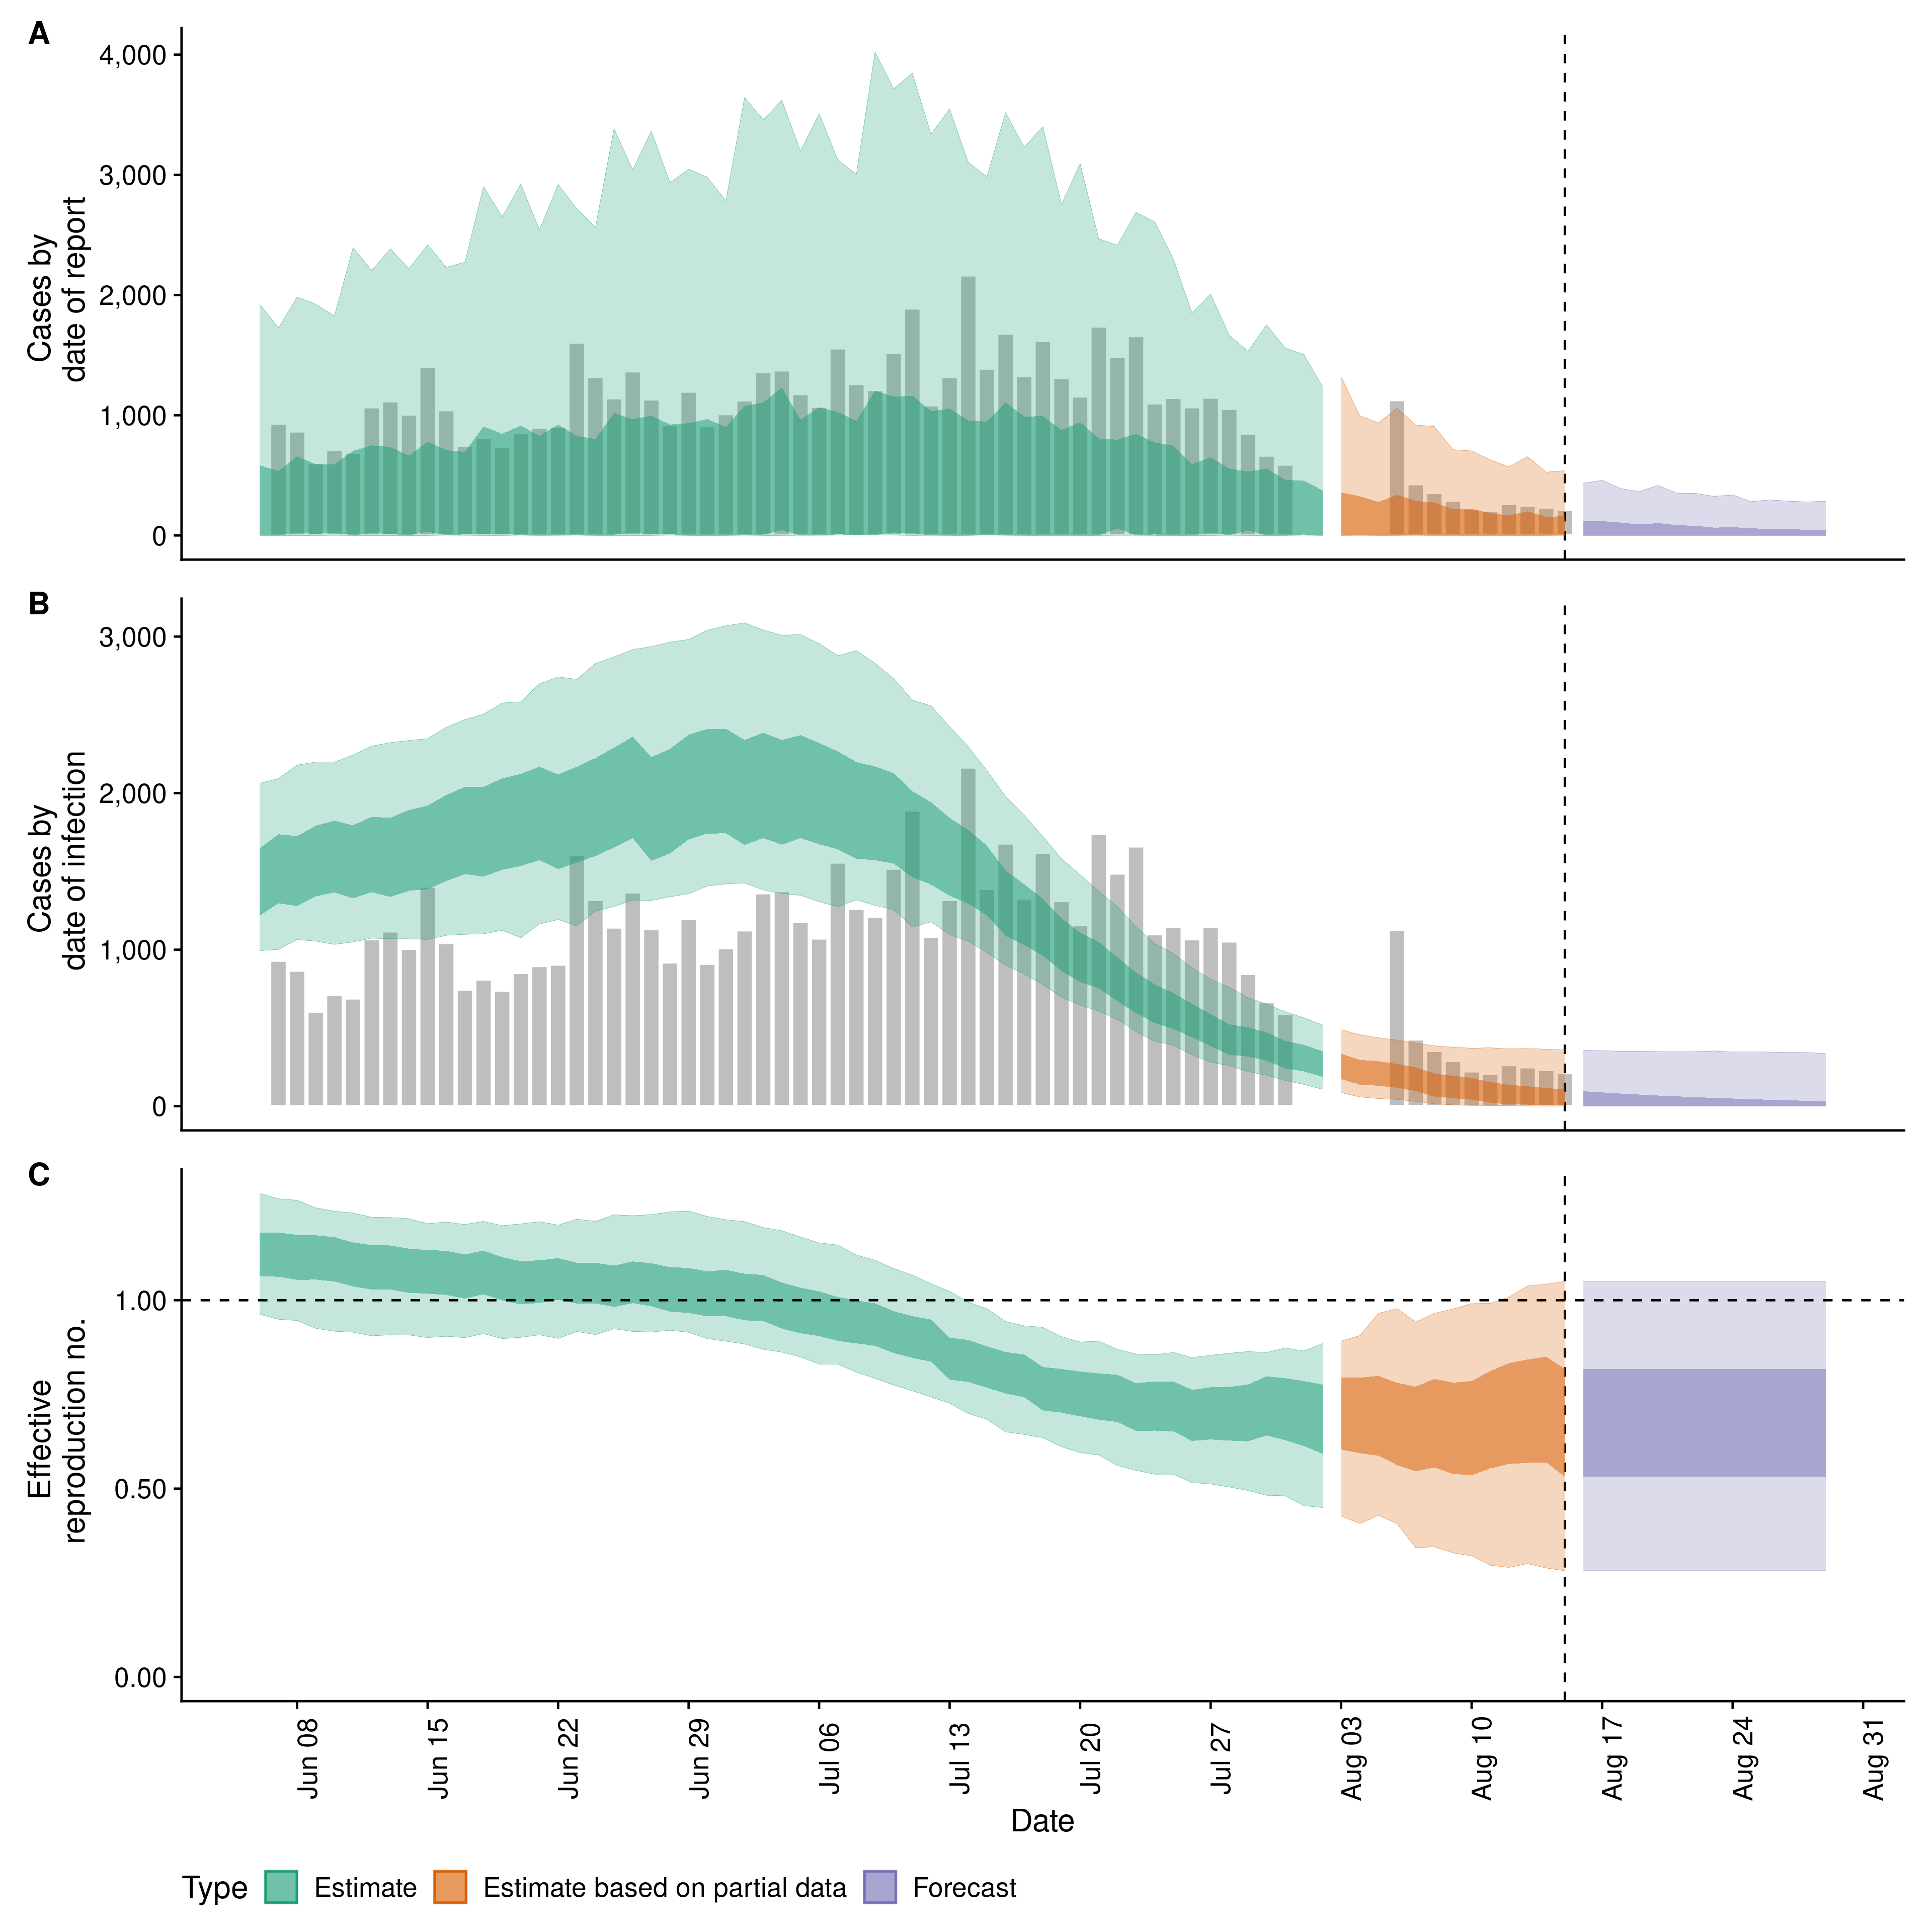 A
4,000
3,000
2,000
1,000
0
Cases by
date of report
B
3,000
2,000
1,000
0
Cases by
date of infection
C
1.00
0.50
0.00
Effective
reproduction no.
Jun 08
Jun 15
Jun 22
Jun 29
Jul 06
Jul 13
Jul 20
Jul 27
Aug 03
Aug 10
Aug 17
Aug 24
Aug 31
Date
Type Estimate Estimate based on partial data Forecast